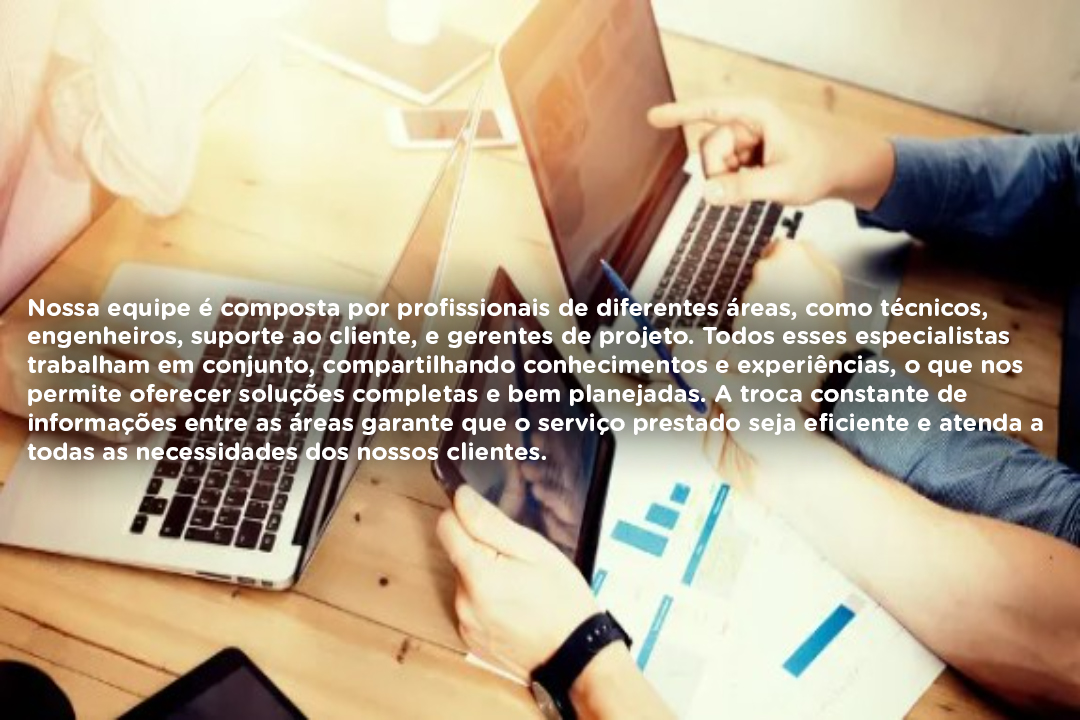 Nossa equipe é composta por profissionais de diferentes áreas, como técnicos,
engenheiros, suporte ao cliente, e gerentes de projeto. Todos esses especialistas
trabalham em conjunto, compartilhando conhecimentos e experiências, o que nos
permite oferecer soluções completas e bem planejadas. A troca constante de
informações entre as áreas garante que o serviço prestado seja eficiente e atenda a
todas as necessidades dos nossos clientes.